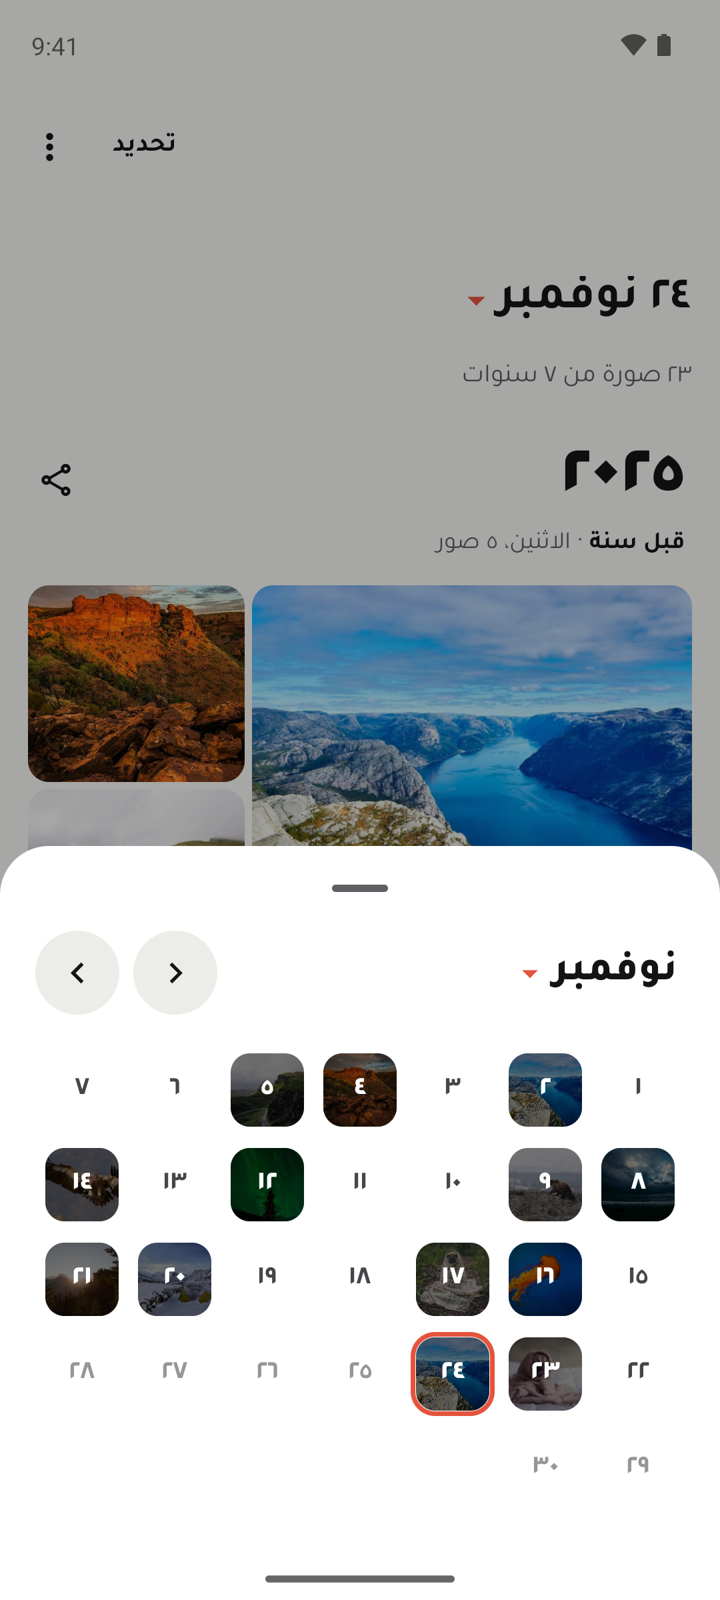 9:41
تحديد
٢٤ نوفمبر
٢٣ صورة من ٧ سنوات
٢٠٢٥
قبل سنة · الاثنين، ٥ صور
نوفمبر
١ ٢ ٣ ٤ ٥ ٦ ٧
٨ ٩ ١٠ ١١ ١٢ ١٣ ١٤
١٥ ١٦ ١٧ ١٨ ١٩ ٢٠ ٢١
٢٢ ٢٣ ٢٤ ٢٥ ٢٦ ٢٧ ٢٨
٢٩ ٣٠